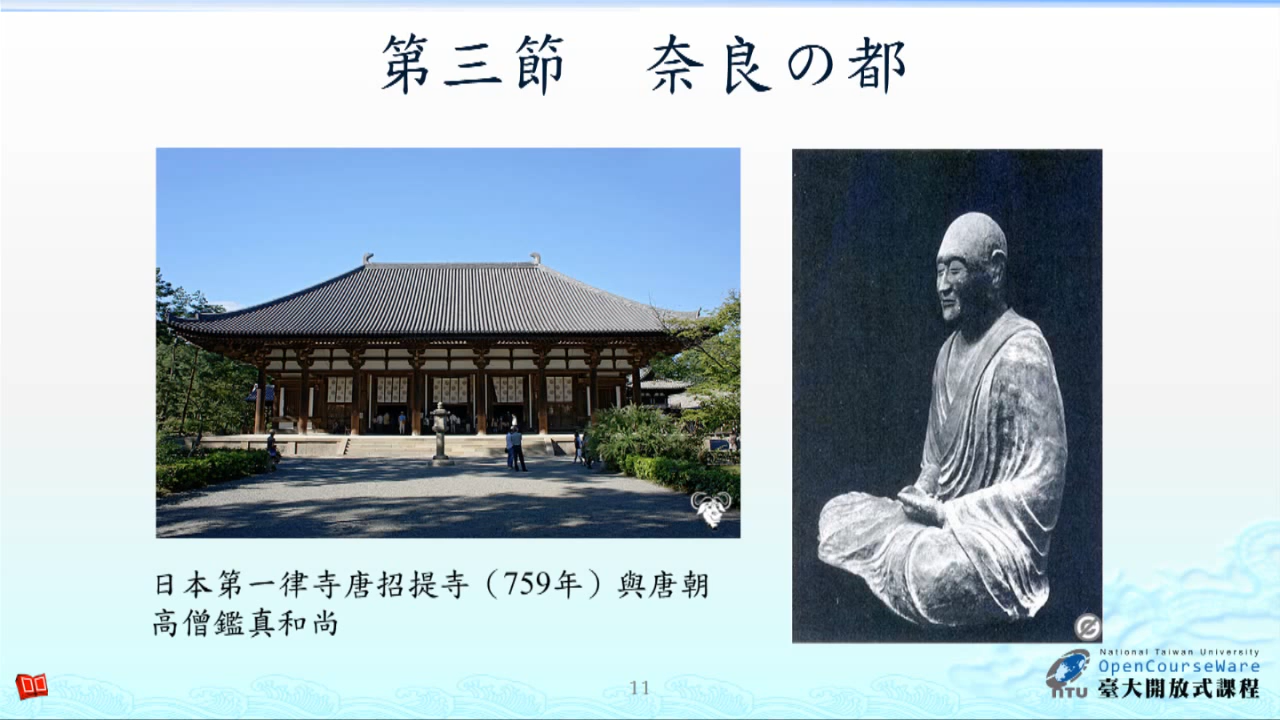 第三節　奈良の都
日本第一律寺唐招提寺（759年）與唐朝
高僧鑑真和尚
11
National Taiwan University
OpenCourseWare
NTU 臺大開放式課程